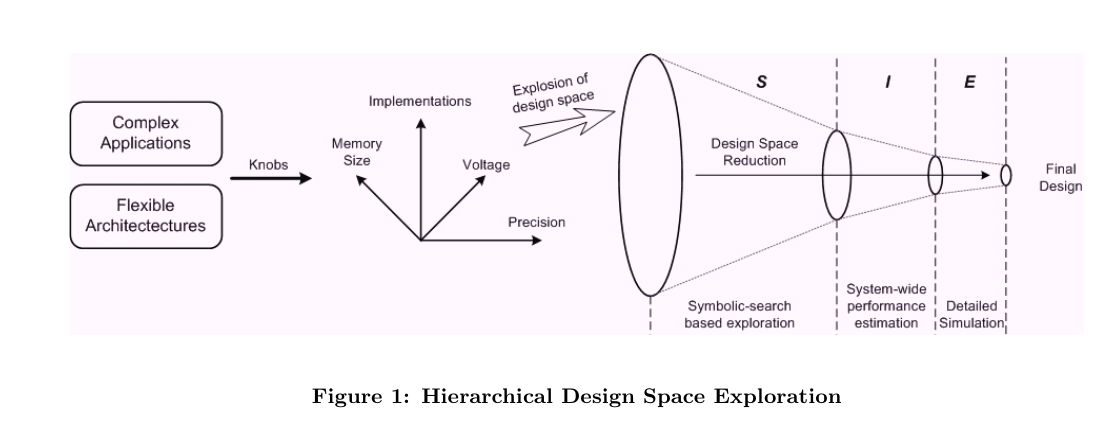 Complex
Applications
Flexible
Architectectures
Knobs
Implementations
Memory
Size
Voltage
Precision
Explosion of
design space
S
I
E
Design Space
Reduction
Final
Design
Symbolic-search
based exploration
System-wide
performance
estimation
Detailed
Simulation
Figure 1: Hierarchical Design Space Exploration